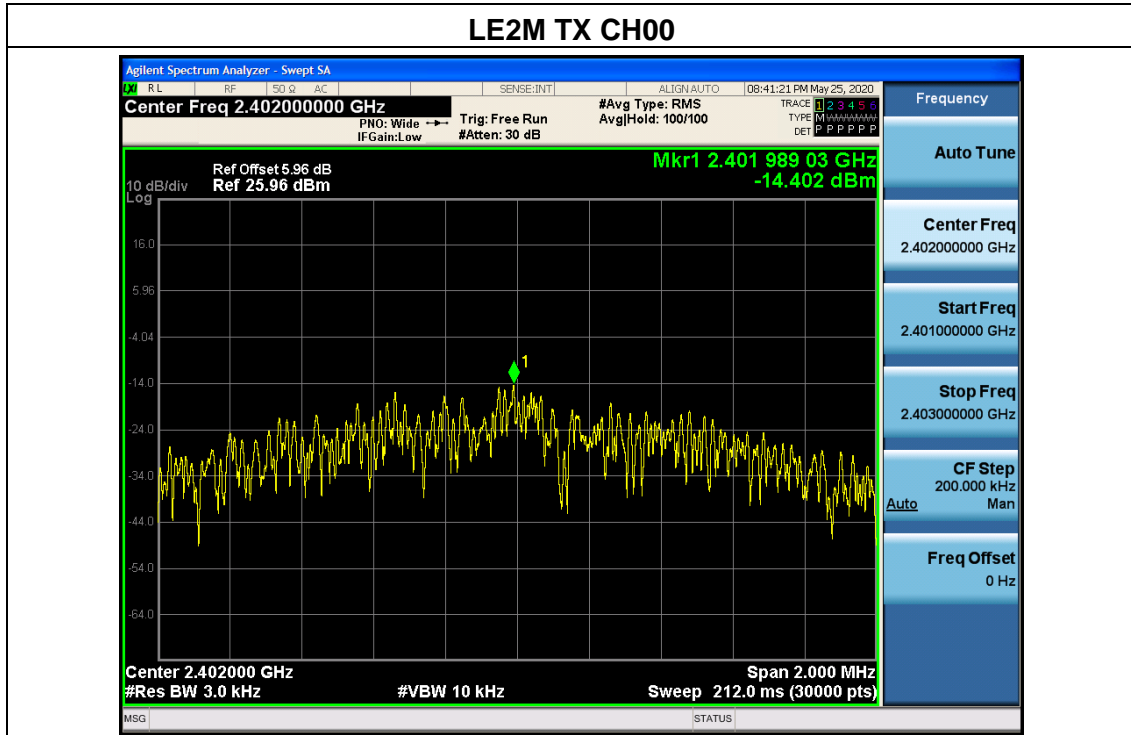 LE2M TX CH00
Agilent Spectrum Analyzer - Swept SA
LXI RL RF 50 Ω AC SENSE:INT ALIGN AUTO 08:41:21 PM May 25, 2020
Center Freq 2.402000000 GHz
#Avg Type: RMS
TRACE 1 2 3 4 5 6
PNO: Wide
Trig: Free Run
Avg|Hold: 100/100
TYPE M WWWWW
IFGain:Low
#Atten: 30 dB
DET P P P P P P
Frequency
Mkr1 2.401 989 03 GHz
-14.402 dBm
Ref Offset 5.96 dB
10 dB/div Ref 25.96 dBm
Log
16.0
5.96
-4.04
-14.0
-24.0
-34.0
-44.0
-54.0
-64.0
1
Center 2.402000 GHz
Span 2.000 MHz
#Res BW 3.0 kHz
#VBW 10 kHz
Sweep 212.0 ms (30000 pts)
Auto Tune
Center Freq
2.402000000 GHz
Start Freq
2.401000000 GHz
Stop Freq
2.403000000 GHz
CF Step
200.000 kHz
Auto Man
Freq Offset
0 Hz
MSG STATUS